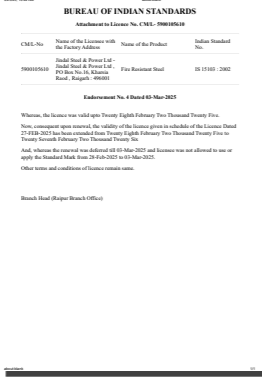 BUREAU OF INDIAN STANDARDS
Attachment to Licence No. CM/L- 5900105610
CM/L-No
Name of the Licensee with the Factory Address
Name of the Product
Indian Standard No.
5900105610
Jindal Steel & Power Ltd -
Jindal Steel & Power Ltd ,
PO Box No.16, Kharsia
Raod , Raigarh : 496001
Fire Resistant Steel
IS 15103 : 2002
Endorsement No. 4 Dated 03-Mar-2025
Whereas, the licence was valid upto Twenty Eighth February Two Thousand Twenty Five.
Now, consequent upon renewal, the validity of the licence given in schedule of the Licence Dated
27-FEB-2025 has been extended from Twenty Eighth February Two Thousand Twenty Five to
Twenty Seventh February Two Thousand Twenty Six
And, whereas the renewal was deferred till 03-Mar-2025 and licensee was not allowed to use or
apply the Standard Mark from 28-Feb-2025 to 03-Mar-2025.
Other terms and conditions of licence remain same.
Branch Head (Raipur Branch Office)